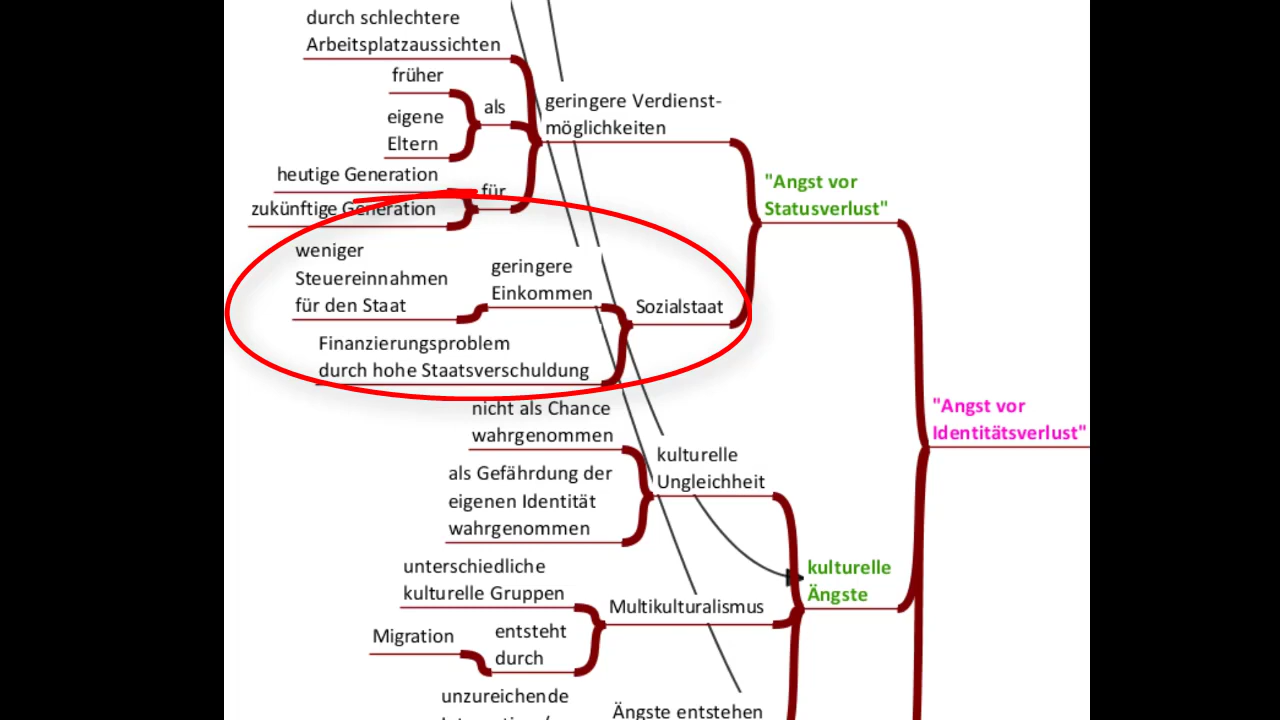 durch schlechtere
Arbeitsplatzaussichten
früher
eigene
Eltern
als
heutige Generation
zukünftige Generation
für
geringere Verdienst-
möglichkeiten
"Angst vor
Statusverlust"
weniger
Steuereinnahmen
für den Staat
geringere
Einkommen
Finanzierungsproblem
durch hohe Staatsverschuldung
Sozialstaat
"Angst vor
Identitätsverlust"
nicht als Chance
wahrgenommen
als Gefährdung der
eigenen Identität
wahrgenommen
kulturelle
Ungleichheit
kulturelle
Ängste
unterschiedliche
kulturelle Gruppen
Migration
entsteht
durch
Multikulturalismus
unzureichende
Ängste entstehen